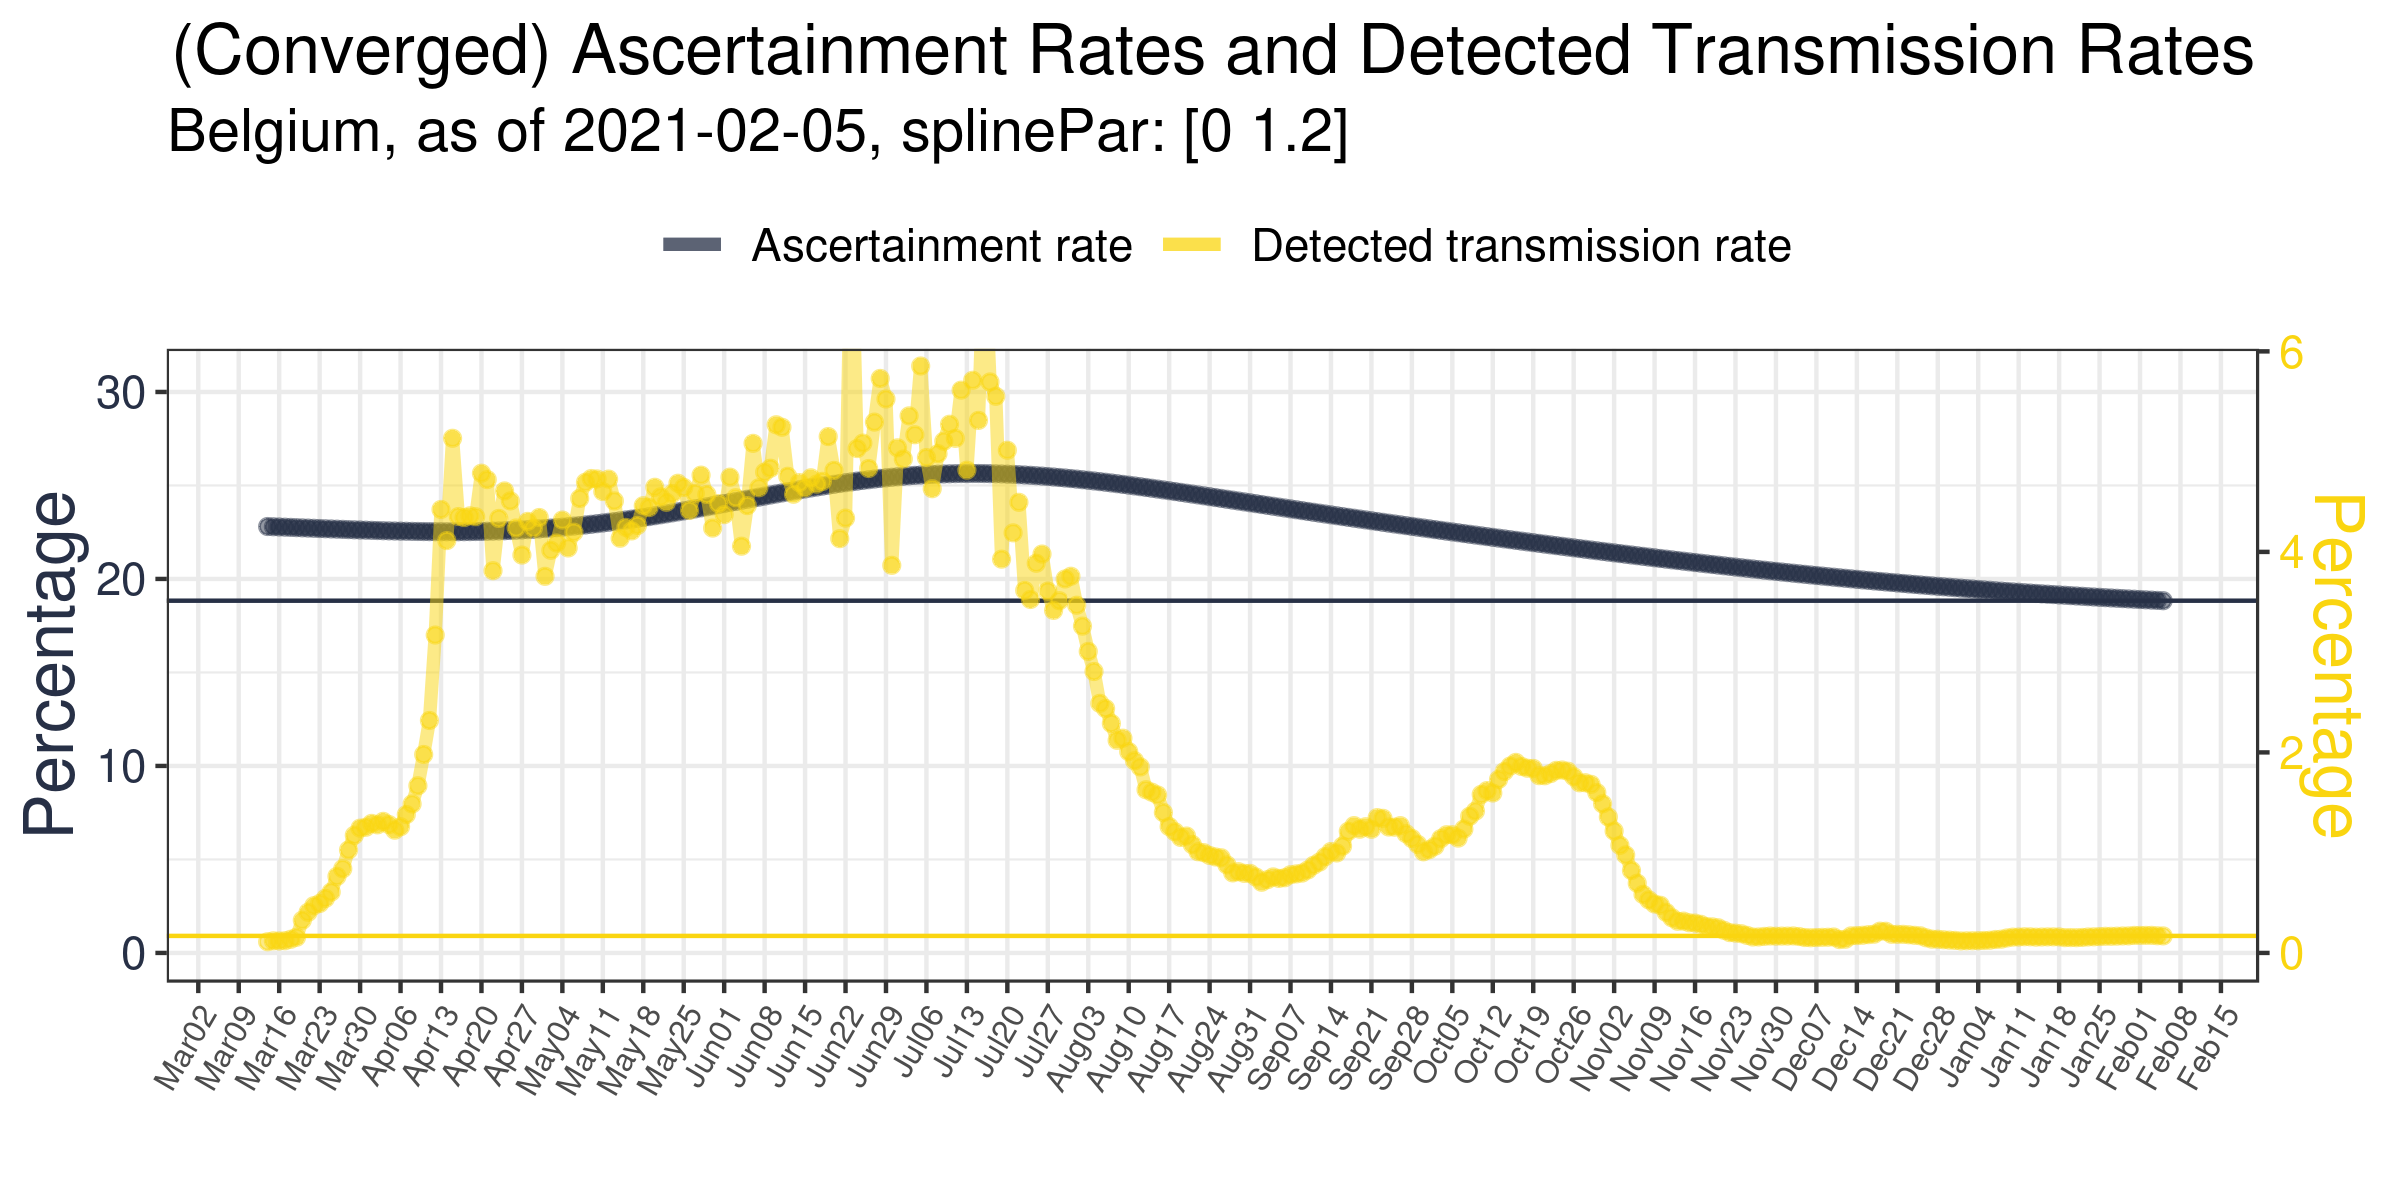 (Converged) Ascertainment Rates and Detected Transmission Rates
Belgium, as of 2021-02-05, splinePar: [0 1.2]
Ascertainment rate
Detected transmission rate
Percentage
30
20
10
0
6
4
2
0
Percentage
Mar02
Mar09
Mar16
Mar23
Mar30
Apr06
Apr13
Apr20
Apr27
May04
May11
May18
May25
Jun01
Jun08
Jun15
Jun22
Jun29
Jul06
Jul13
Jul20
Jul27
Aug03
Aug10
Aug17
Aug24
Aug31
Sep07
Sep14
Sep21
Sep28
Oct05
Oct12
Oct19
Oct26
Nov02
Nov09
Nov16
Nov23
Nov30
Dec07
Dec14
Dec21
Dec28
Jan04
Jan11
Jan18
Jan25
Feb01
Feb08
Feb15